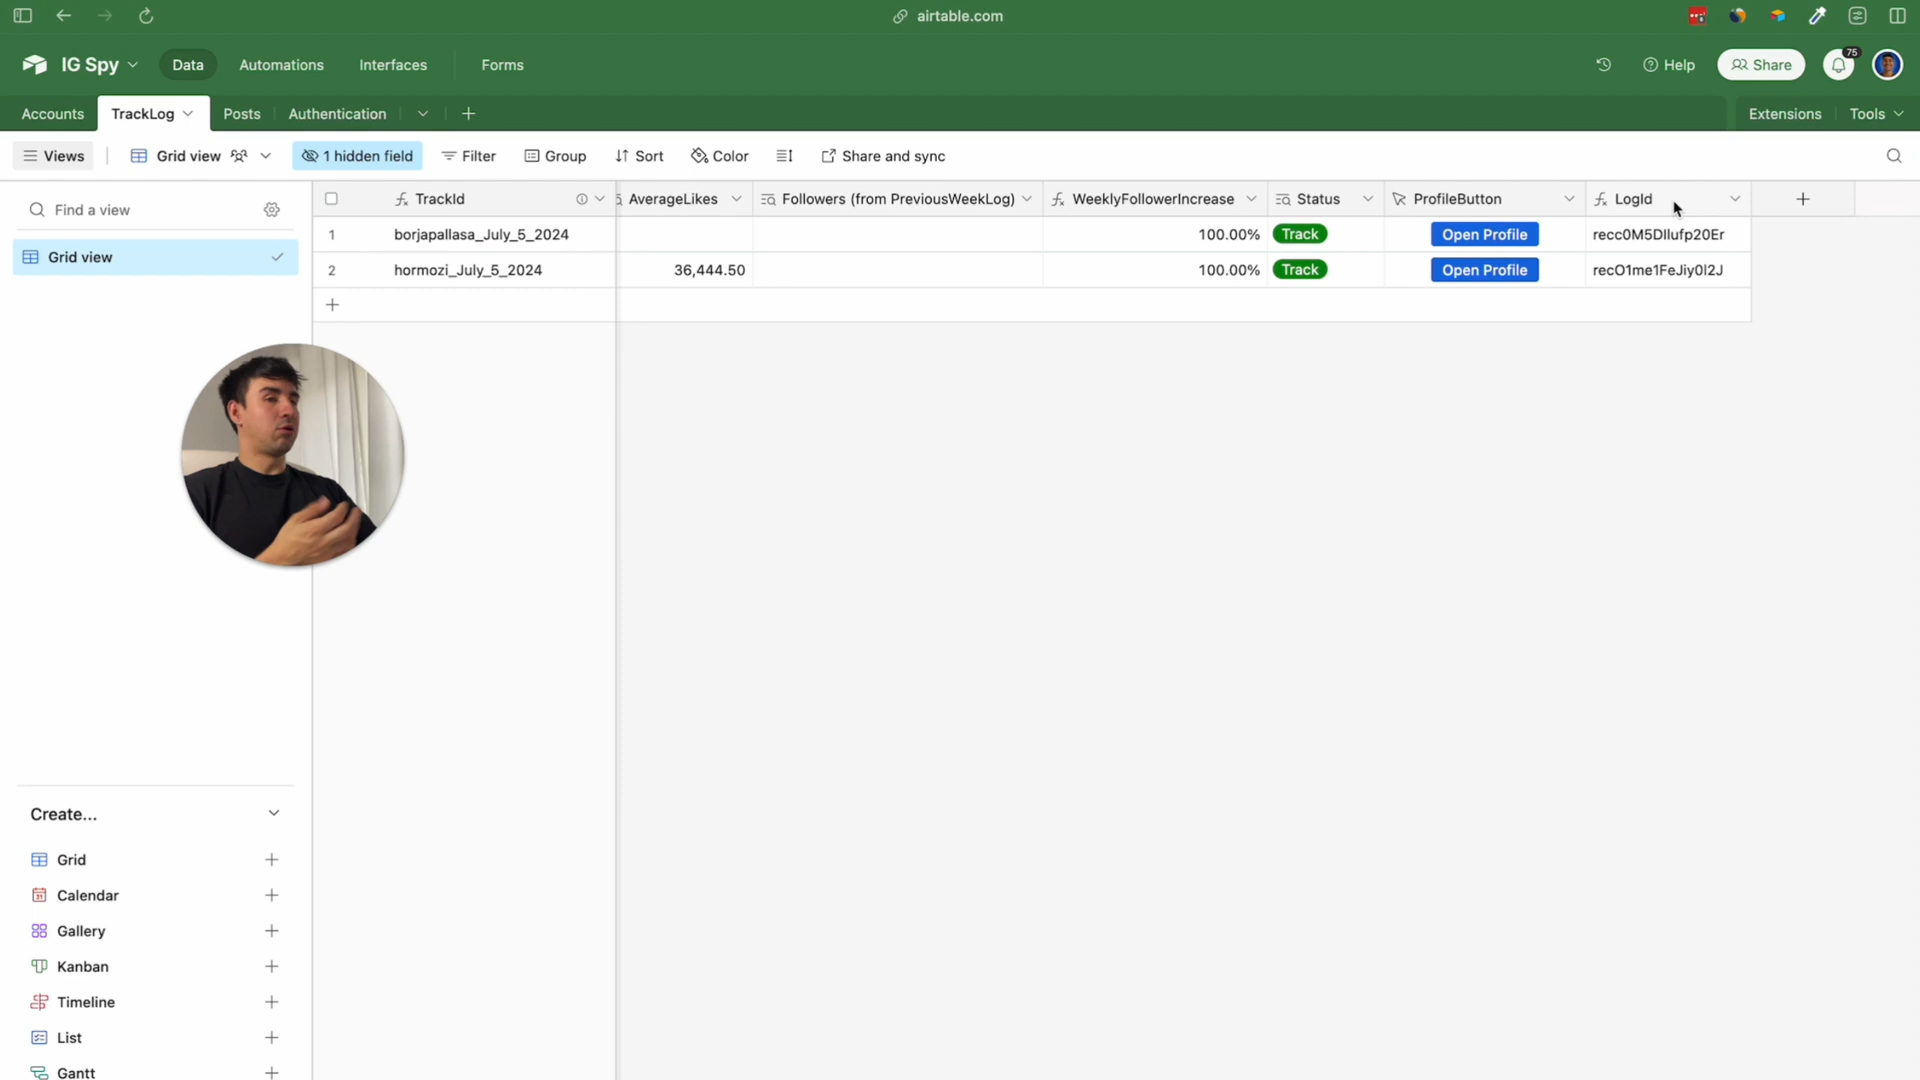 airtable.com
IG Spy
Data
Automations
Interfaces
Forms
Help
Share
75
Accounts
TrackLog
Posts
Authentication
Extensions
Tools
Views
Grid view
1 hidden field
Filter
Group
Sort
Color
Share and sync
Find a view
Grid view
TrackId
AverageLikes
Followers (from PreviousWeekLog)
WeeklyFollowerIncrease
Status
ProfileButton
LogId
1
borjapallasa_July_5_2024
100.00%
Track
Open Profile
recc0M5DIlufp20Er
2
hormozi_July_5_2024
36,444.50
100.00%
Track
Open Profile
recO1me1FeJiy0I2J
Create...
Grid
Calendar
Gallery
Kanban
Timeline
List
Gantt